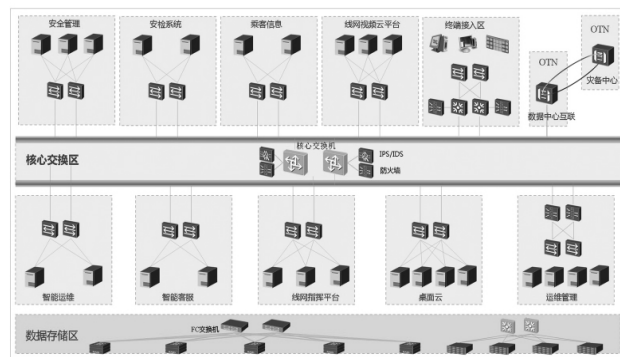 安全管理
安检系统
乘客信息
线网视频云平台
终端接入区
OTN
OTN
灾备中心
数据中心互联
核心交换机
IPS/IDS
核心交换区
防火墙
智能运维
智能客服
线网指挥平台
桌面云
运维管理
数据存储区
FC交换机